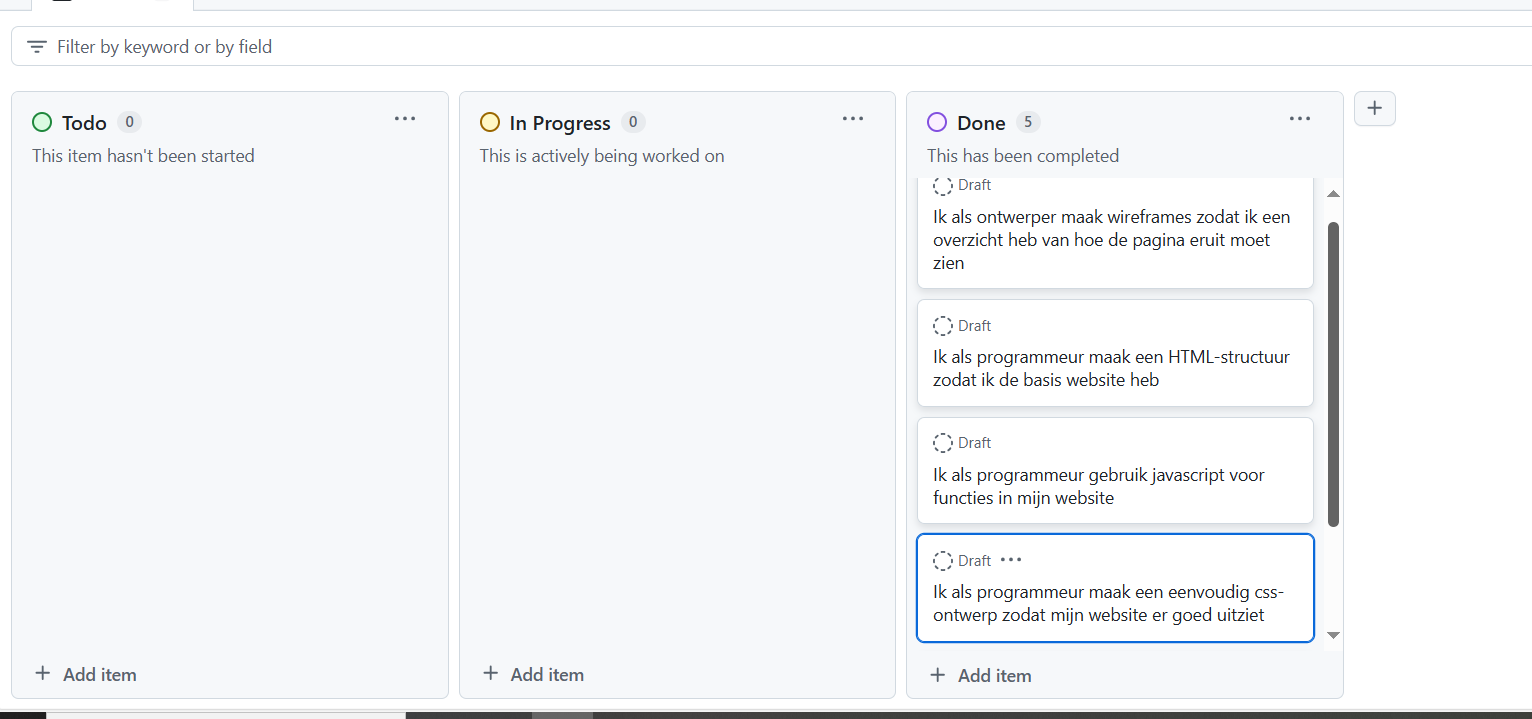 Filter by keyword or by field
Todo 0
This item hasn't been started
Add item
In Progress 0
This is actively being worked on
Add item
Done 5
This has been completed
Draft
Ik als ontwerper maak wireframes zodat ik een
overzicht heb van hoe de pagina eruit moet
zien
Draft
Ik als programmeur maak een HTML-structuur
zodat ik de basis website heb
Draft
Ik als programmeur gebruik javascript voor
functies in mijn website
Draft
Ik als programmeur maak een eenvoudig css-
ontwerp zodat mijn website er goed uitziet
Add item